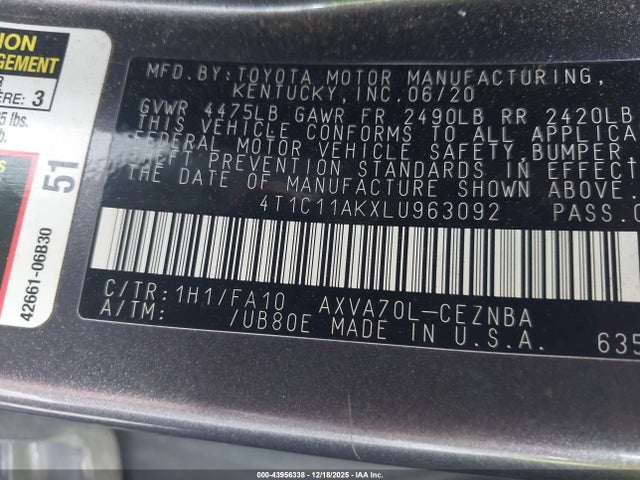 ION
AGEMENT
R
ÈRE: 3
5 lbs.
b.
S
51
42661-06B30
MFD.BY:TOYOTA MOTOR MANUFACTURING,
KENTUCKY,INC.06/20
GVWR 4475LB GAWR FR 2490LB RR 2420LB
THIS VEHICLE CONFORMS TO ALL APPLICA
FEDERAL MOTOR VEHICLE SAFETY,BUMPER,
THEFT PREVENTION STANDARDS IN EFFECT
THE DATE OF MANUFACTURE SHOWN ABOVE.
4T1C11AKXLU963092 PASS.
C/TR:1H1/FA10 AXVA70L-CEZNBA
A/TM: /UB80E MADE IN U.S.A. 635
000-43956338 - 12/18/2025 - IAA Inc.